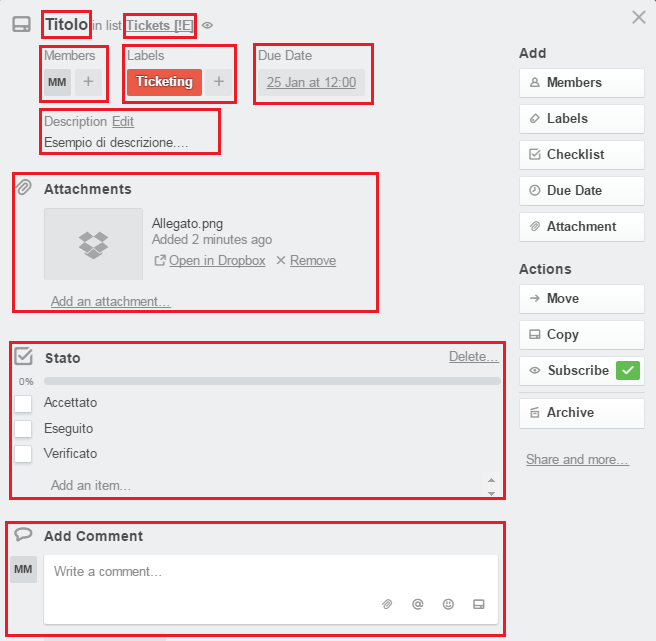 Titolo in list Tickets [!E]
Members Labels Due Date
MM + Ticketing + 25 Jan at 12:00
Description Edit
Esempio di descrizione....
Attachments
Allegato.png
Added 2 minutes ago
Open in Dropbox Remove
Add an attachment...
Stato Delete...
0%
Accettato
Eseguito
Verificato
Add an item...
Add Comment
MM
Write a comment...
@
Add
Members
Labels
Checklist
Due Date
Attachment
Actions
Move
Copy
Subscribe
Archive
Share and more...